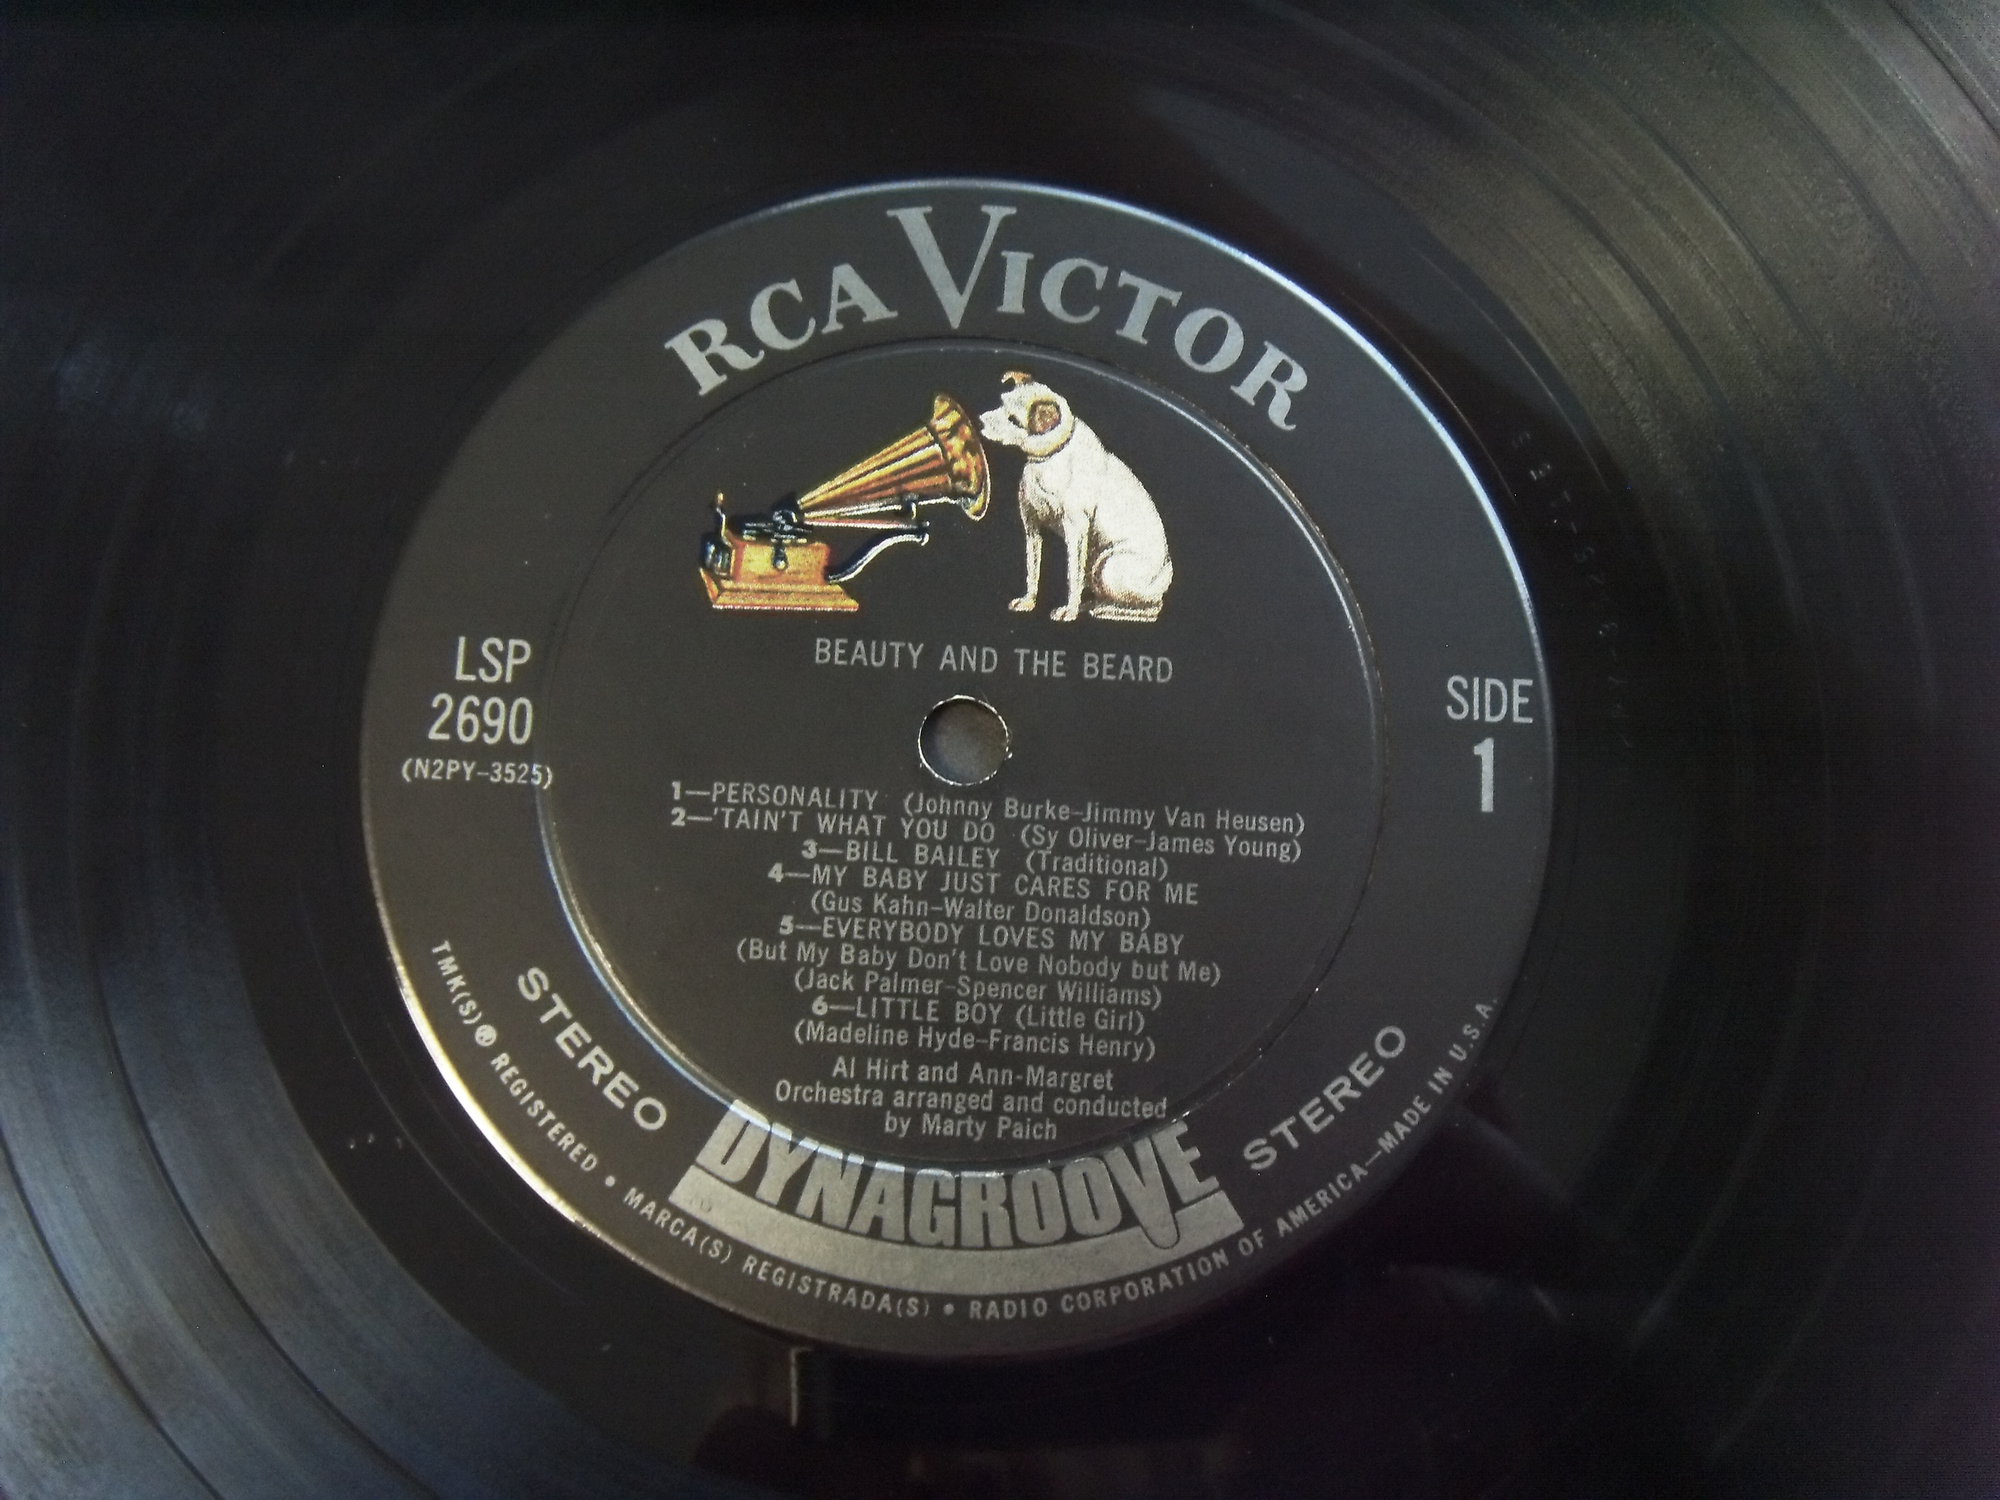 RCA VICTOR
BEAUTY AND THE BEARD
LSP
2690
(N2PY-3525)
SIDE
1
1—PERSONALITY (Johnny Burke-Jimmy Van Heusen)
2—'TAIN'T WHAT YOU DO (Sy Oliver-James Young)
3—BILL BAILEY (Traditional)
4—MY BABY JUST CARES FOR ME
(Gus Kahn-Walter Donaldson)
5—EVERYBODY LOVES MY BABY
(But My Baby Don't Love Nobody but Me)
(Jack Palmer-Spencer Williams)
6—LITTLE BOY (Little Girl)
(Madeline Hyde-Francis Henry)
Al Hirt and Ann-Margret
Orchestra arranged and conducted
by Marty Paich
STEREO
DYNAGROOVE
STEREO
TMK(S) ® REGISTERED • MARCA(S) REGISTRADA(S) • RADIO CORPORATION OF AMERICA—MADE IN U.S.A.